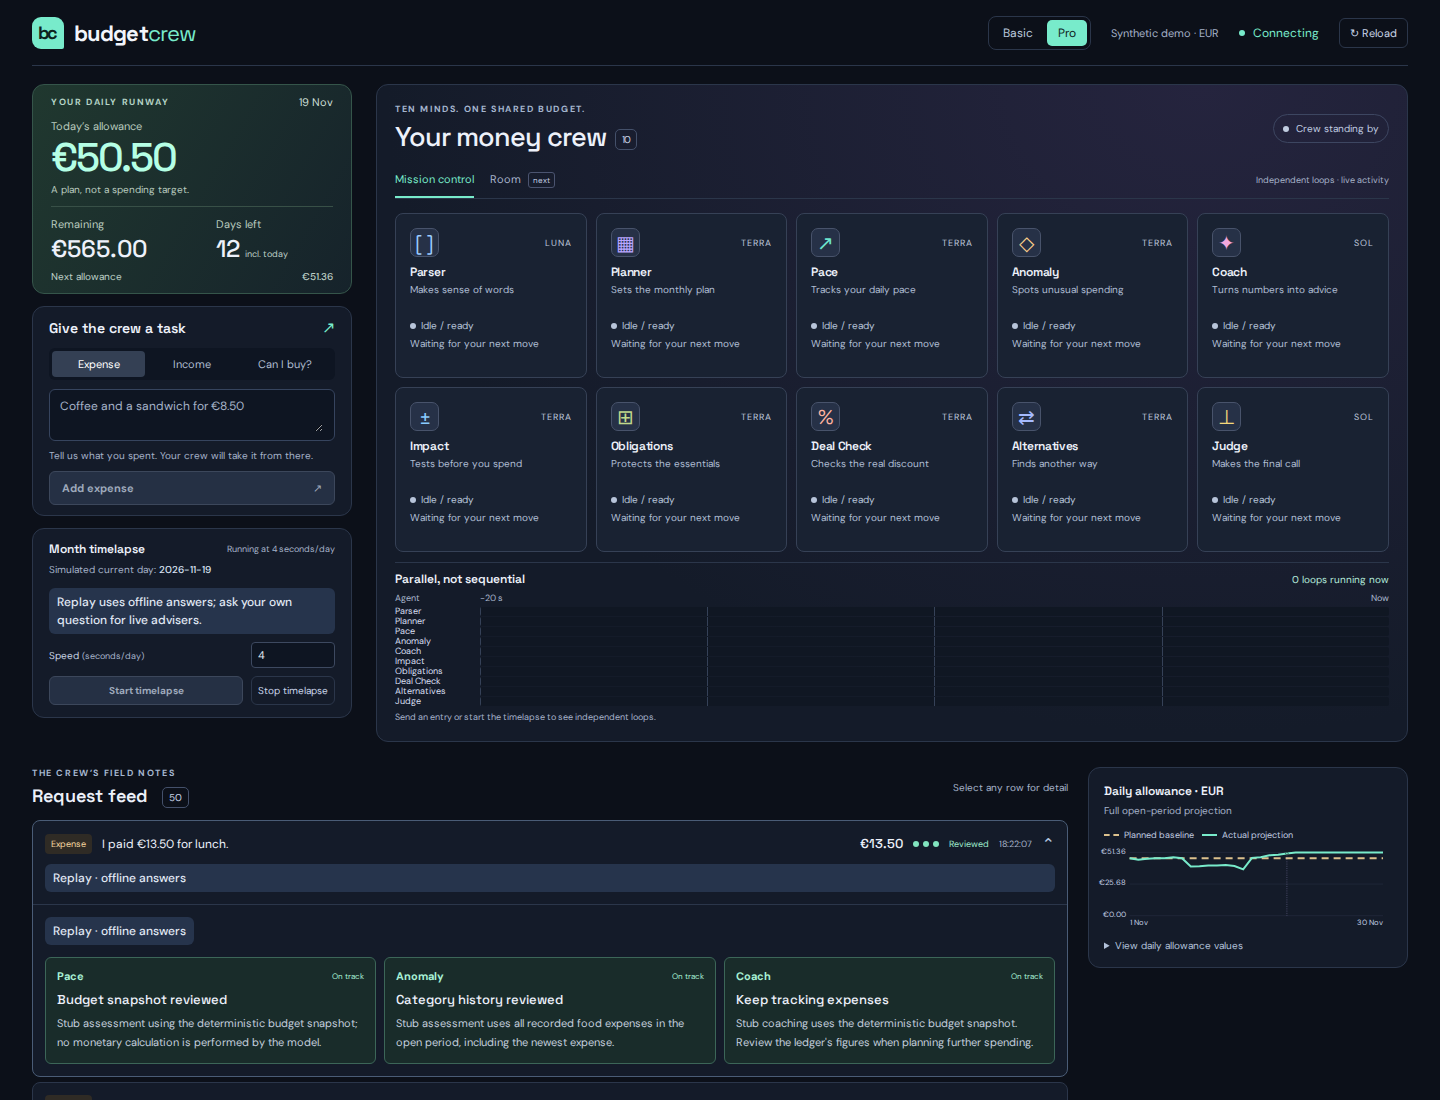 bc budgetcrew
Basic Pro Synthetic demo · EUR Connecting ↻ Reload
YOUR DAILY RUNWAY 19 Nov
Today's allowance
€50.50
A plan, not a spending target.
Remaining Days left
€565.00 12 incl. today
Next allowance €51.36
Give the crew a task ↗
Expense Income Can I buy?
Coffee and a sandwich for €8.50
Tell us what you spent. Your crew will take it from there.
Add expense ↗
Month timelapse Running at 4 seconds/day
Simulated current day: 2026-11-19
Replay uses offline answers; ask your own
question for live advisers.
Speed (seconds/day) 4
Start timelapse Stop timelapse
TEN MINDS. ONE SHARED BUDGET.
Your money crew 10
Crew standing by
Mission control Room next Independent loops · live activity
[ ] LUNA
Parser
Makes sense of words
Idle / ready
Waiting for your next move
▦ TERRA
Planner
Sets the monthly plan
Idle / ready
Waiting for your next move
↗ TERRA
Pace
Tracks your daily pace
Idle / ready
Waiting for your next move
◇ TERRA
Anomaly
Spots unusual spending
Idle / ready
Waiting for your next move
✦ SOL
Coach
Turns numbers into advice
Idle / ready
Waiting for your next move
± TERRA
Impact
Tests before you spend
Idle / ready
Waiting for your next move
⊞ TERRA
Obligations
Protects the essentials
Idle / ready
Waiting for your next move
% TERRA
Deal Check
Checks the real discount
Idle / ready
Waiting for your next move
⇄ TERRA
Alternatives
Finds another way
Idle / ready
Waiting for your next move
⊥ SOL
Judge
Makes the final call
Idle / ready
Waiting for your next move
Parallel, not sequential 0 loops running now
Agent −20 s Now
Parser
Planner
Pace
Anomaly
Coach
Impact
Obligations
Deal Check
Alternatives
Judge
Send an entry or start the timelapse to see independent loops.
THE CREW'S FIELD NOTES
Request feed 50
Select any row for detail
Expense I paid €13.50 for lunch. €13.50 Reviewed 18:22:07
Replay · offline answers
Replay · offline answers
Pace On track
Budget snapshot reviewed
Stub assessment using the deterministic budget snapshot;
no monetary calculation is performed by the model.
Anomaly On track
Category history reviewed
Stub assessment uses all recorded food expenses in the
open period, including the newest expense.
Coach On track
Keep tracking expenses
Stub coaching uses the deterministic budget snapshot.
Review the ledger's figures when planning further spending.
Daily allowance · EUR
Full open-period projection
Planned baseline Actual projection
€51.36
€25.68
€0.00
1 Nov 30 Nov
▶ View daily allowance values